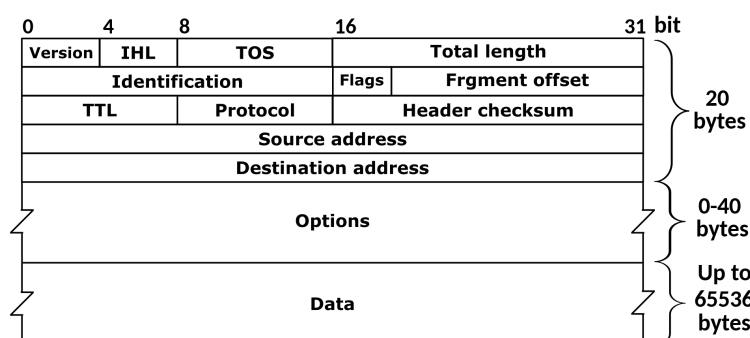 0 4 8 16 31 bit
Version IHL TOS Total length
Identification Flags Frgment offset
TTL Protocol Header checksum
Source address
Destination address
20
bytes
Options
0-40
bytes
Data
Up to
65536
bytes